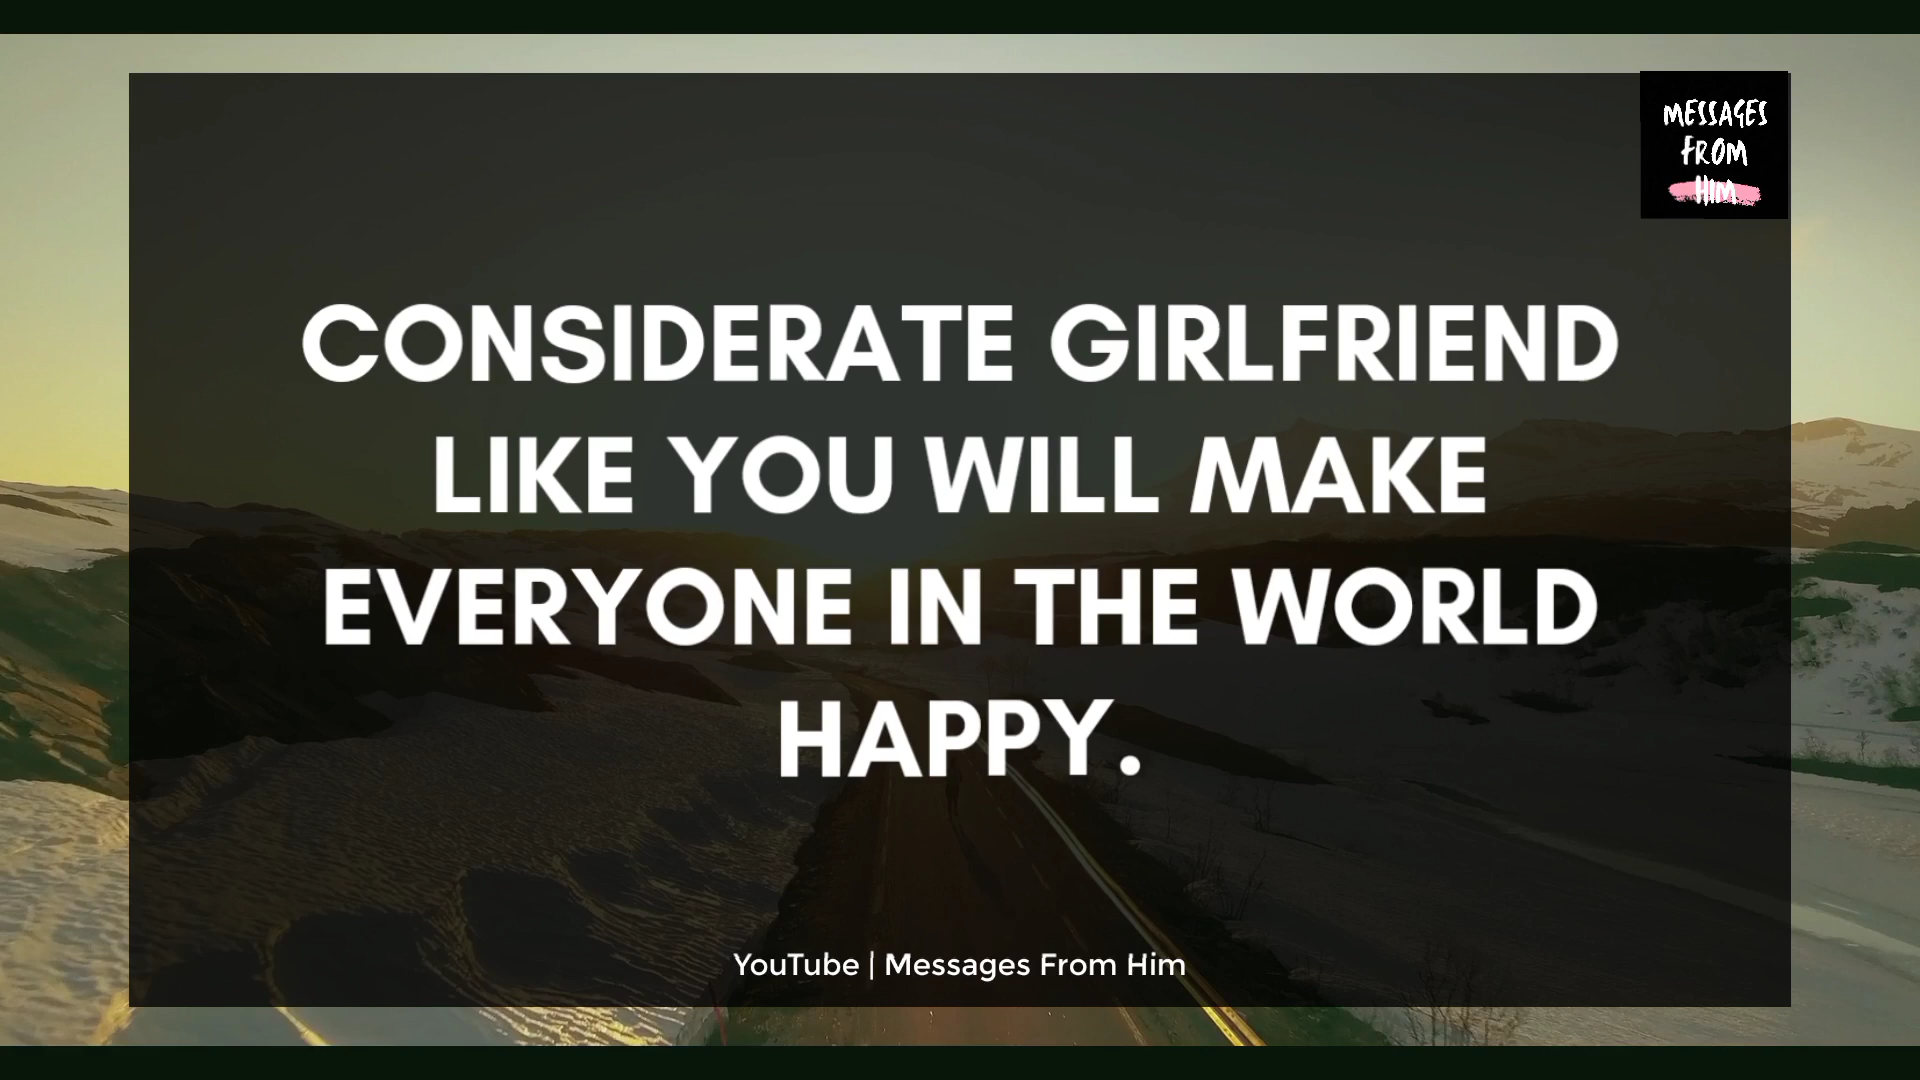 MESSAGES
FROM
HIM
CONSIDERATE GIRLFRIEND
LIKE YOU WILL MAKE
EVERYONE IN THE WORLD
HAPPY.
YouTube | Messages From Him